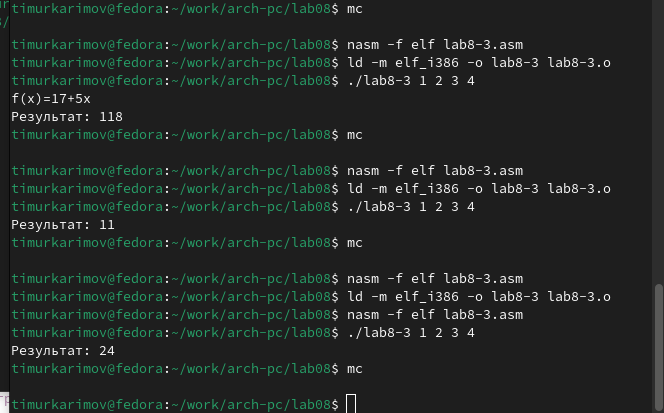 timurkarimov@fedora:~/work/arch-pc/lab08$ mc
timurkarimov@fedora:~/work/arch-pc/lab08$ nasm -f elf lab8-3.asm
timurkarimov@fedora:~/work/arch-pc/lab08$ ld -m elf_i386 -o lab8-3 lab8-3.o
timurkarimov@fedora:~/work/arch-pc/lab08$ ./lab8-3 1 2 3 4
f(x)=17+5x
Результат: 118
timurkarimov@fedora:~/work/arch-pc/lab08$ mc
timurkarimov@fedora:~/work/arch-pc/lab08$ nasm -f elf lab8-3.asm
timurkarimov@fedora:~/work/arch-pc/lab08$ ld -m elf_i386 -o lab8-3 lab8-3.o
timurkarimov@fedora:~/work/arch-pc/lab08$ ./lab8-3 1 2 3 4
Результат: 11
timurkarimov@fedora:~/work/arch-pc/lab08$ mc
timurkarimov@fedora:~/work/arch-pc/lab08$ nasm -f elf lab8-3.asm
timurkarimov@fedora:~/work/arch-pc/lab08$ ld -m elf_i386 -o lab8-3 lab8-3.o
timurkarimov@fedora:~/work/arch-pc/lab08$ nasm -f elf lab8-3.asm
timurkarimov@fedora:~/work/arch-pc/lab08$ ./lab8-3 1 2 3 4
Результат: 24
timurkarimov@fedora:~/work/arch-pc/lab08$ mc
timurkarimov@fedora:~/work/arch-pc/lab08$